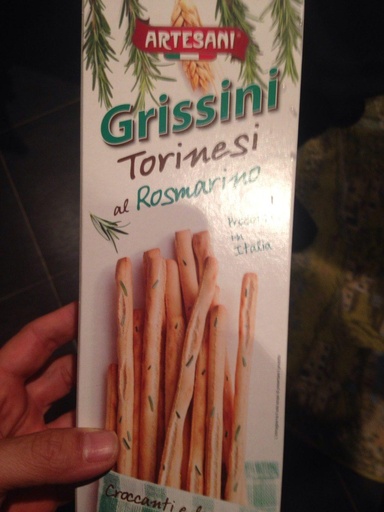 ARTESANI
Grissini
Torinesi
al Rosmarino
in
Italia
Croccanti e